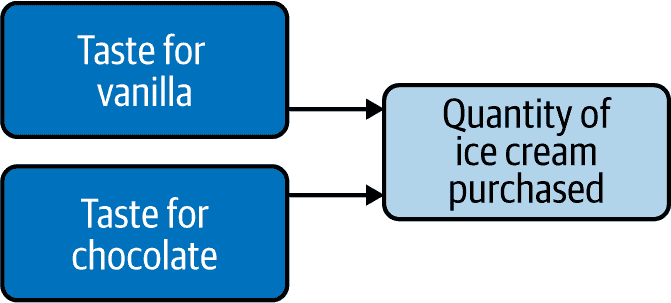 Taste for
vanilla
Quantity of
ice cream
purchased
Taste for
chocolate